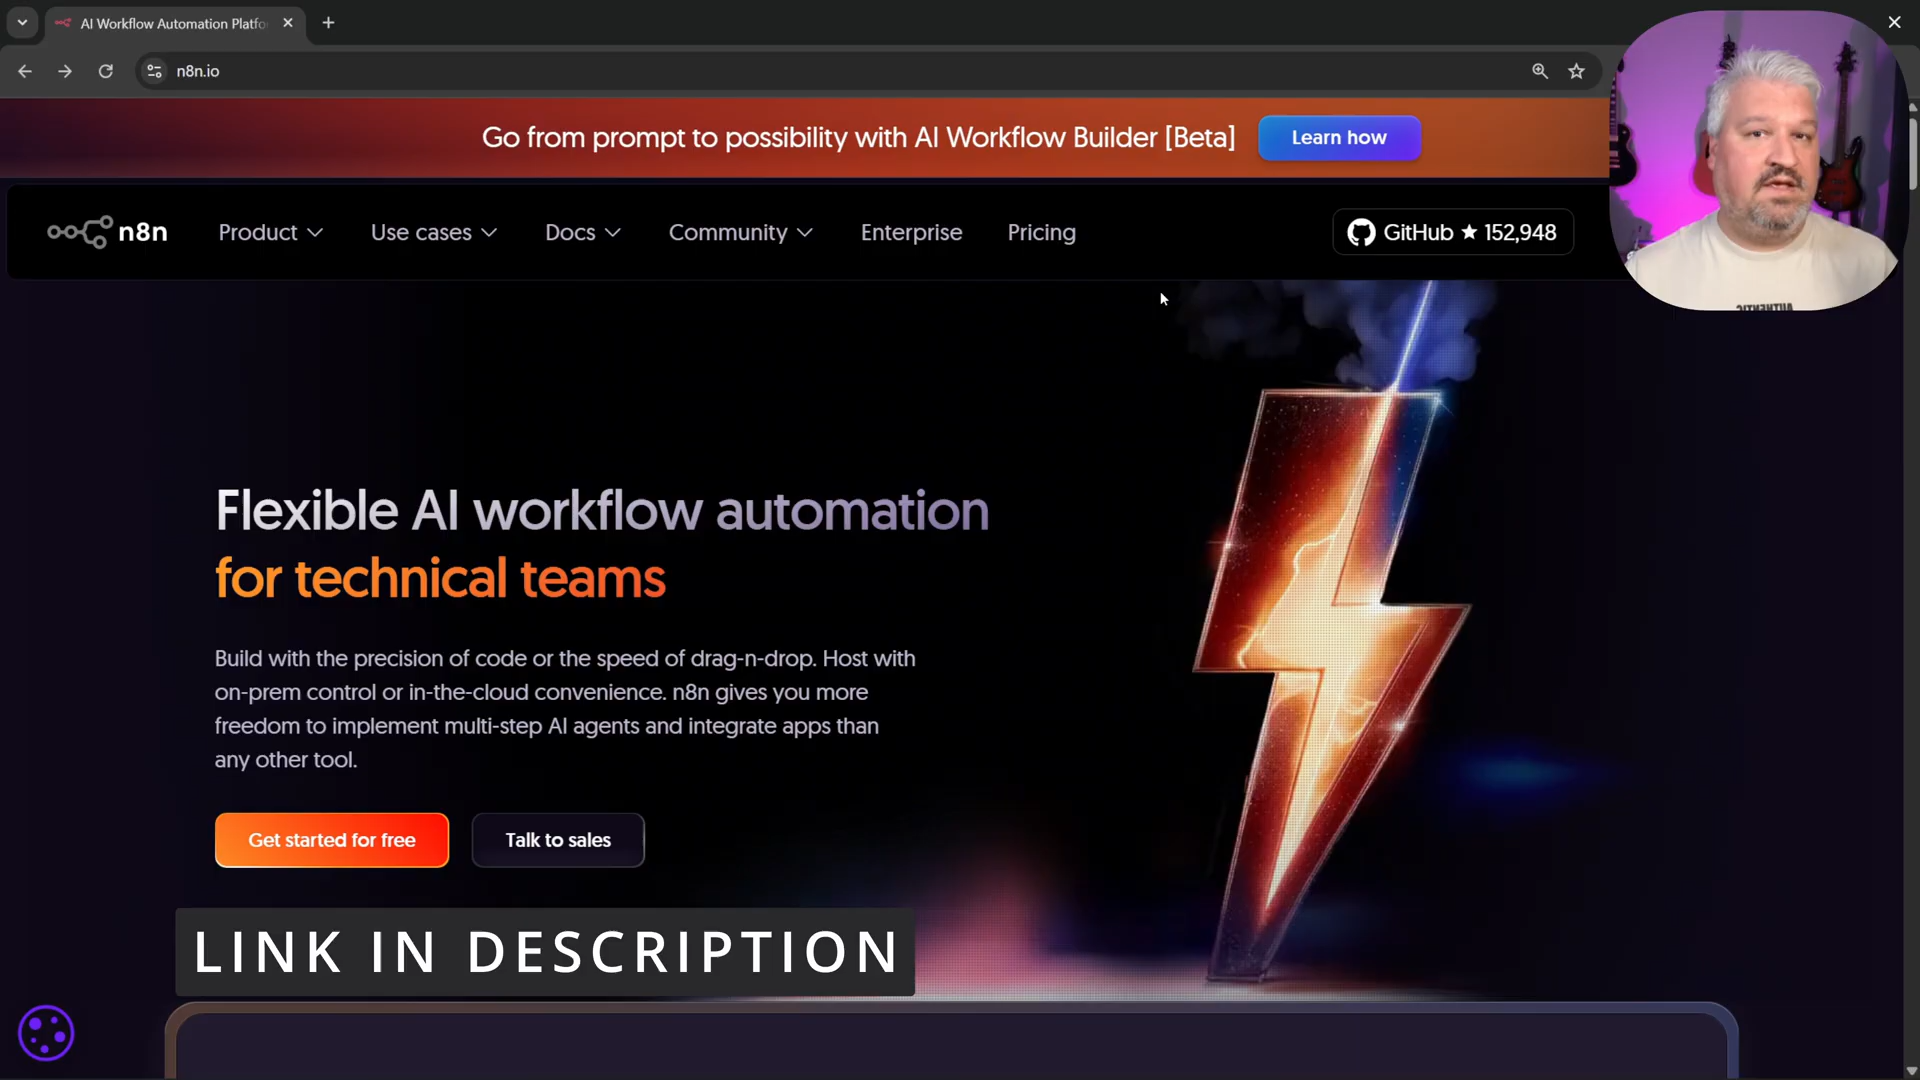 AI Workflow Automation Platfo
n8n.io
Go from prompt to possibility with AI Workflow Builder [Beta]
Learn how
n8n
Product
Use cases
Docs
Community
Enterprise
Pricing
GitHub ★ 152,948
Flexible AI workflow automation
for technical teams
Build with the precision of code or the speed of drag-n-drop. Host with
on-prem control or in-the-cloud convenience. n8n gives you more
freedom to implement multi-step AI agents and integrate apps than
any other tool.
Get started for free
Talk to sales
LINK IN DESCRIPTION